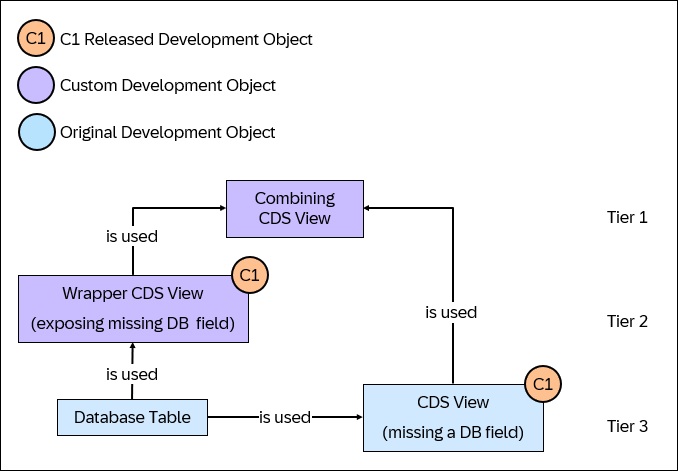 C1
C1 Released Development Object
Custom Development Object
Original Development Object
Combining
CDS View
Tier 1
is used
C1
Wrapper CDS View
(exposing missing DB field)
is used
Tier 2
is used
C1
Database Table
is used
CDS View
(missing a DB field)
Tier 3